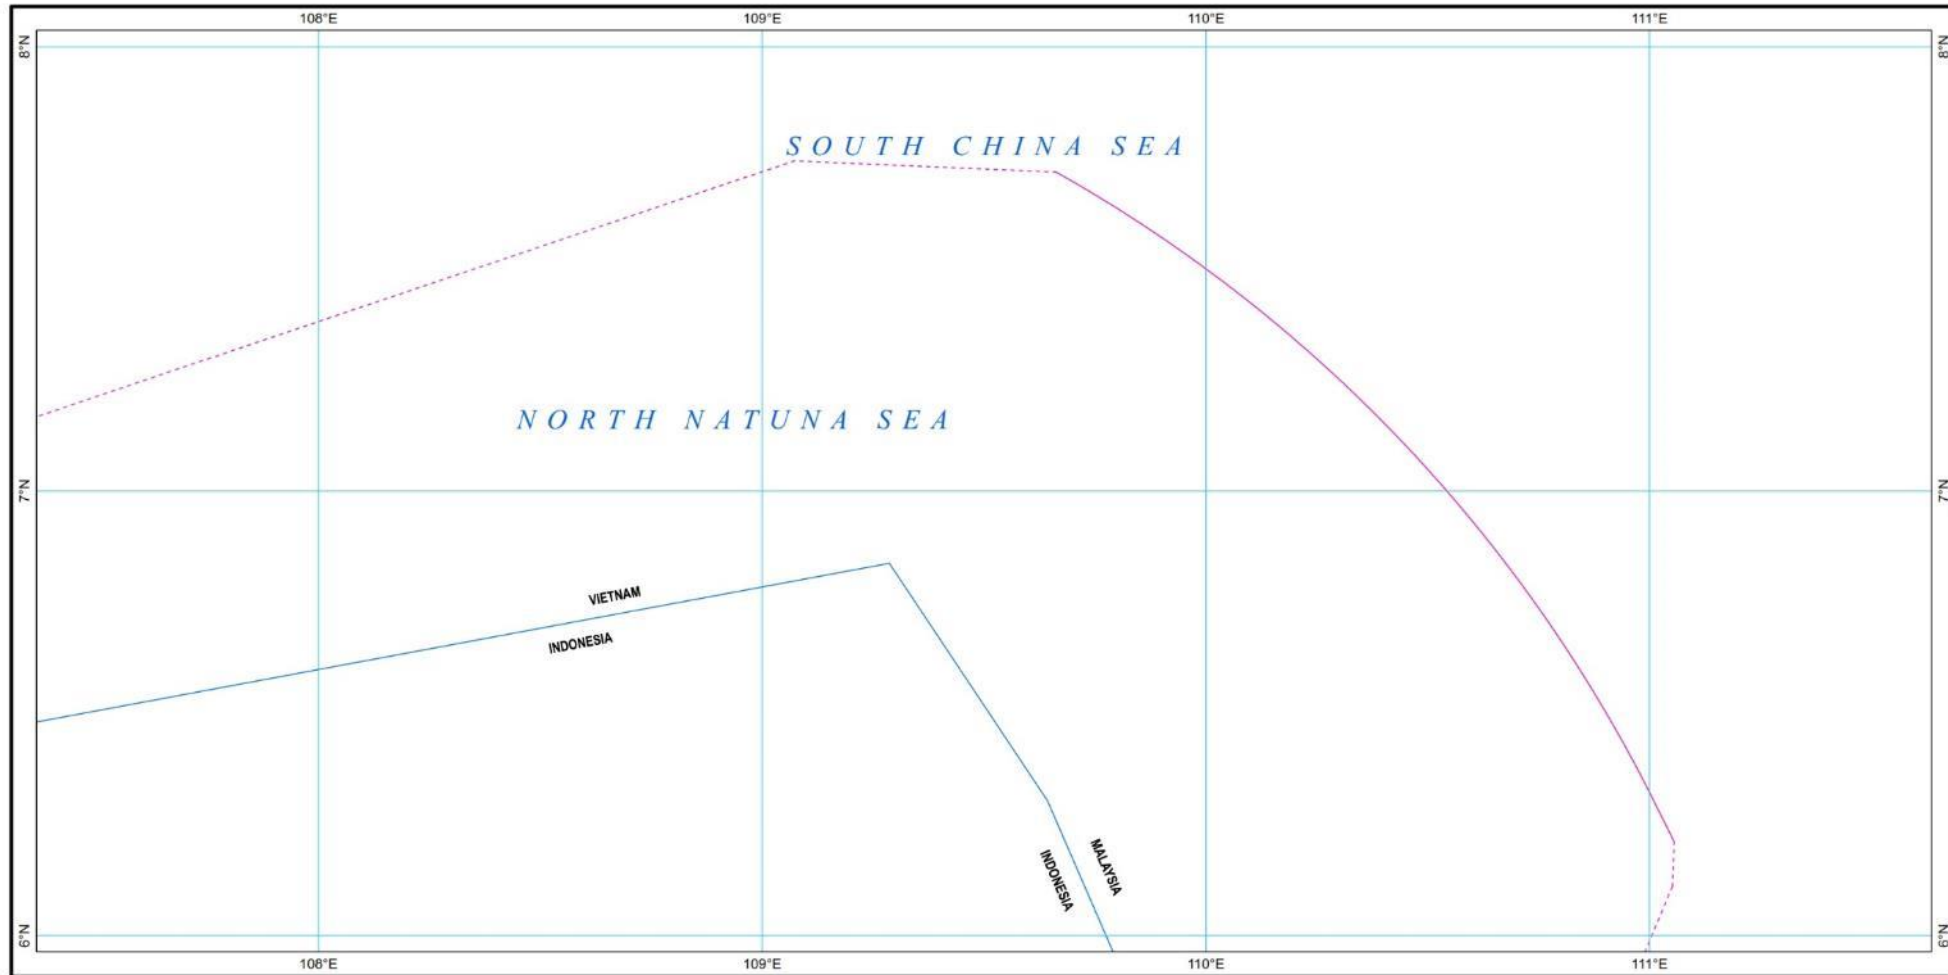 108°E 109°E 110°E 111°E
8°N 8°N
SOUTH CHINA SEA
NORTH NATUNA SEA
7°N 7°N
VIETNAM
INDONESIA
MALAYSIA
INDONESIA
6°N 6°N
108°E 109°E 110°E 111°E